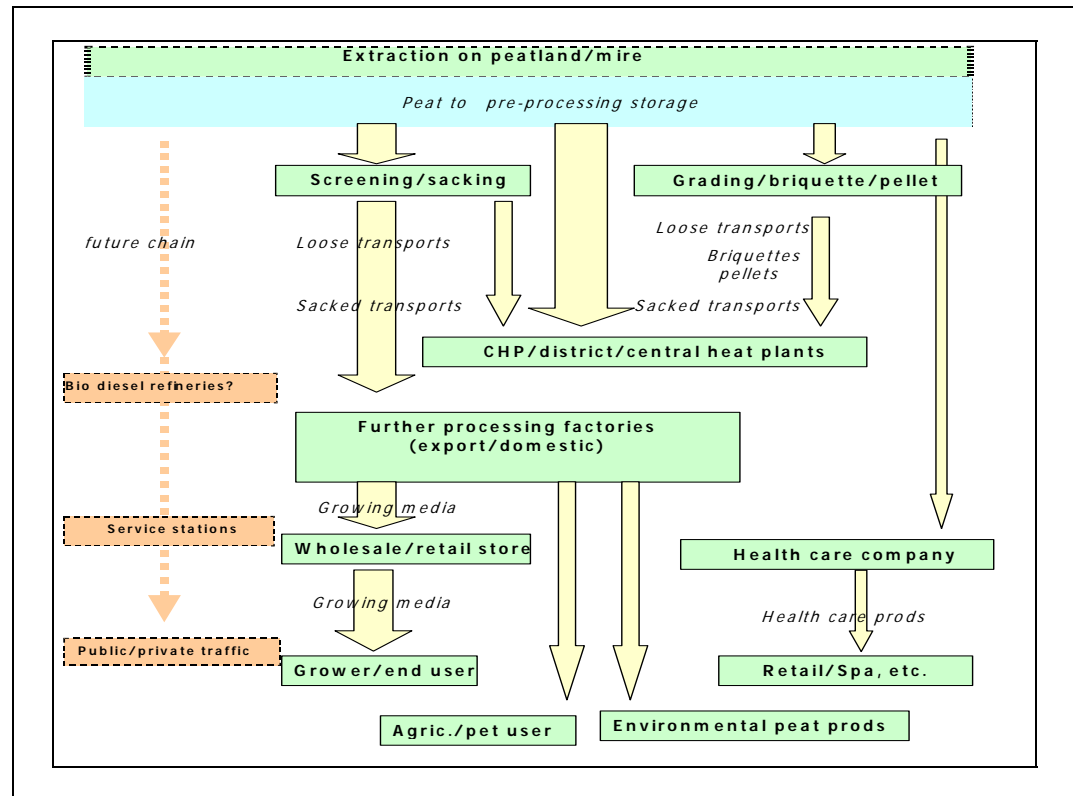 Extraction on peatland/mire
Peat to pre-processing storage
Screening/sacking
Grading/briquette/pellet
future chain
Loose transports
Loose transports
Briquettes
pellets
Sacked transports
Sacked transports
CHP/district/central heat plants
Bio diesel refineries?
Further processing factories
(export/domestic)
Growing media
Service stations
Wholesale/retail store
Health care company
Growing media
Health care prods
Public/private traffic
Grower/end user
Retail/Spa, etc.
Agric./pet user
Environmental peat prods